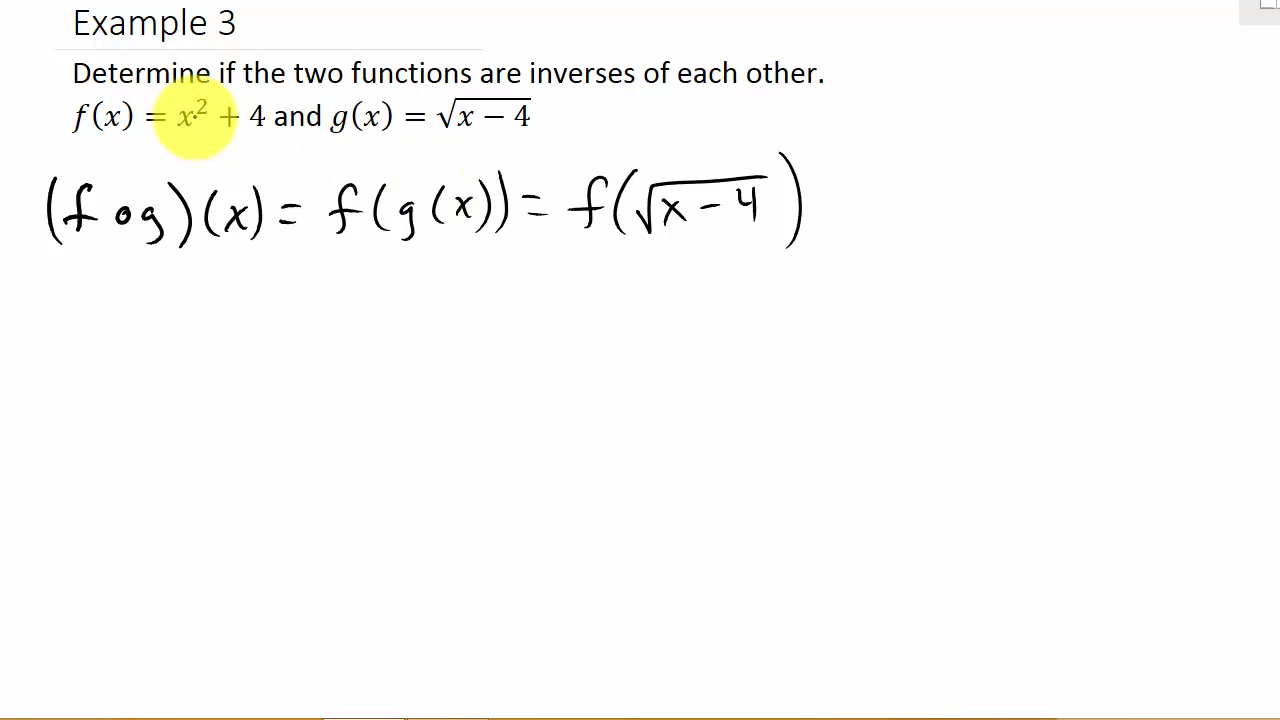 Example 3
Determine if the two functions are inverses of each other.
f(x) = x² + 4 and g(x) = √(x − 4)
(f∘g)(x) = f(g(x)) = f(√(x − 4))